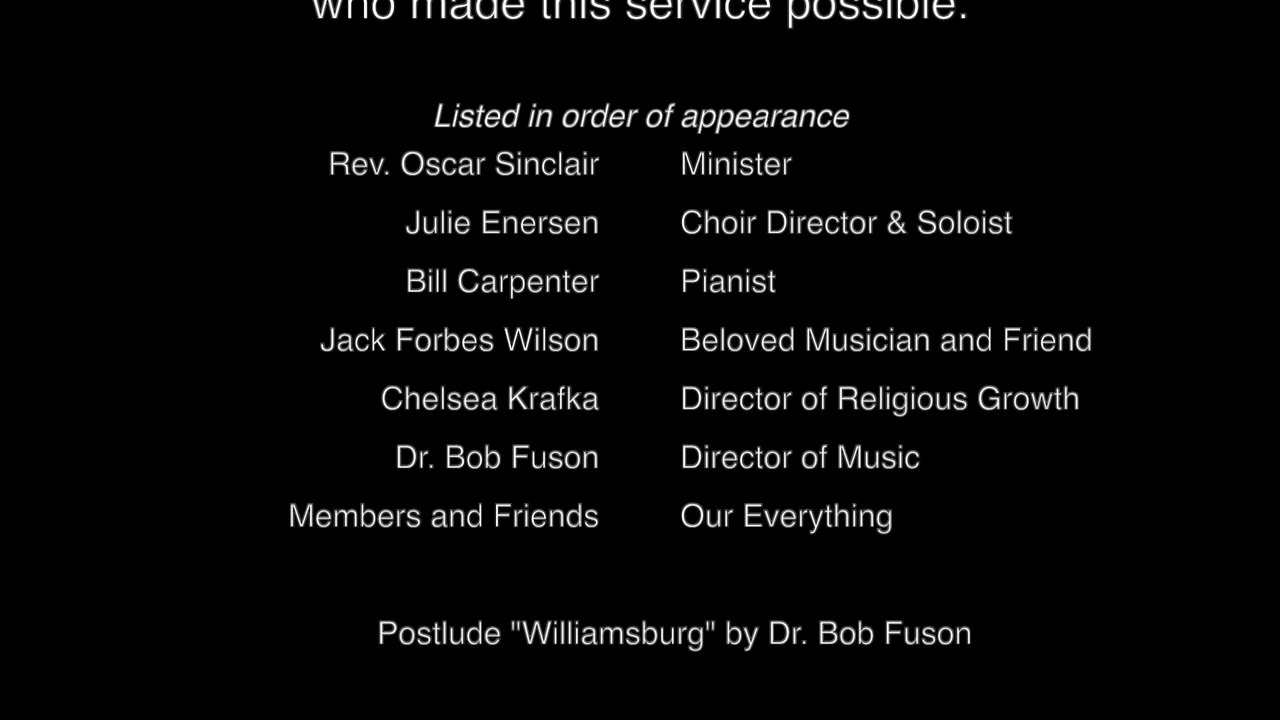 who made this service possible.
Listed in order of appearance
Rev. Oscar Sinclair Minister
Julie Enersen Choir Director & Soloist
Bill Carpenter Pianist
Jack Forbes Wilson Beloved Musician and Friend
Chelsea Krafka Director of Religious Growth
Dr. Bob Fuson Director of Music
Members and Friends Our Everything
Postlude "Williamsburg" by Dr. Bob Fuson